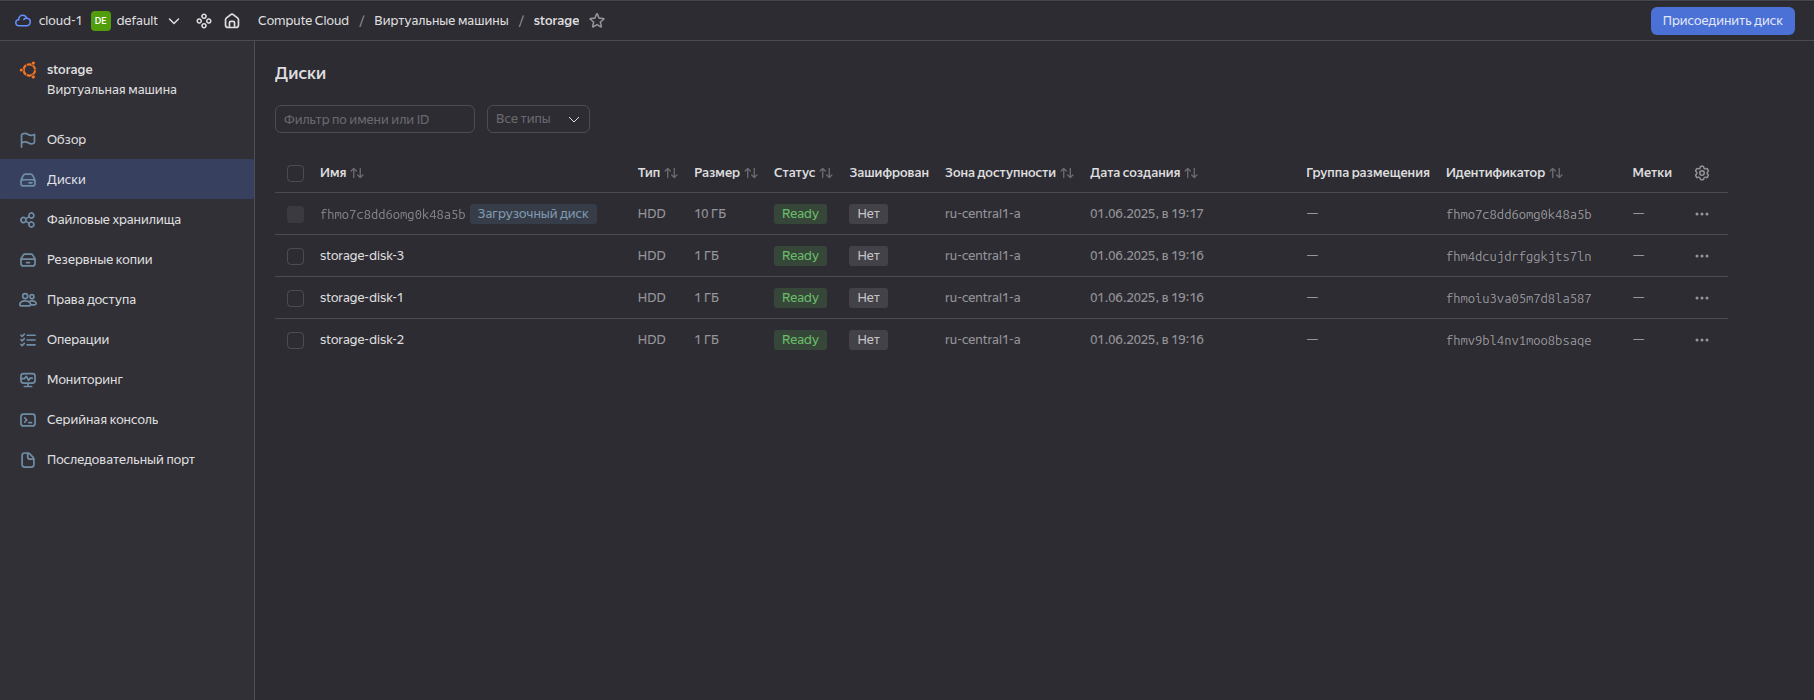 cloud-1 DE default Compute Cloud / Виртуальные машины / storage Присоединить диск
storage
Виртуальная машина
Обзор
Диски
Файловые хранилища
Резервные копии
Права доступа
Операции
Мониторинг
Серийная консоль
Последовательный порт
Диски
Фильтр по имени или ID Все типы
Имя Тип Размер Статус Зашифрован Зона доступности Дата создания Группа размещения Идентификатор Метки
fhmo7c8dd6omg0k48a5b Загрузочный диск HDD 10 ГБ Ready Нет ru-central1-a 01.06.2025, в 19:17 — fhmo7c8dd6omg0k48a5b —
storage-disk-3 HDD 1 ГБ Ready Нет ru-central1-a 01.06.2025, в 19:16 — fhm4dcujdrfggkjts7ln —
storage-disk-1 HDD 1 ГБ Ready Нет ru-central1-a 01.06.2025, в 19:16 — fhmoiu3va05m7d8la587 —
storage-disk-2 HDD 1 ГБ Ready Нет ru-central1-a 01.06.2025, в 19:16 — fhmv9bl4nv1moo8bsaqe —